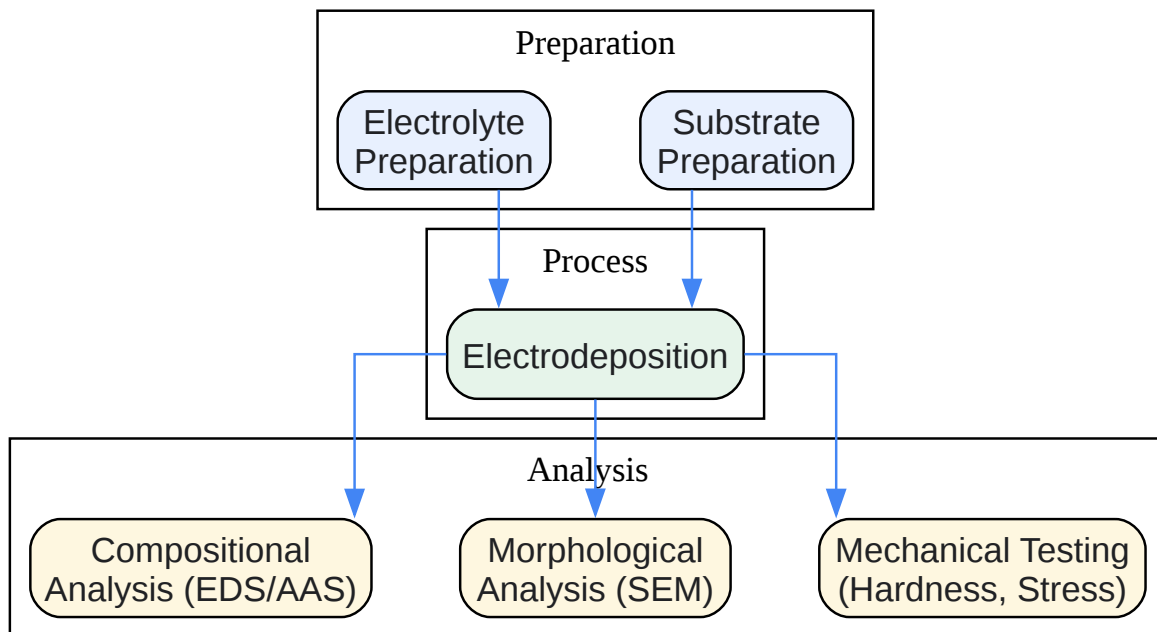 Preparation
Electrolyte
Preparation
Substrate
Preparation
Process
Electrodeposition
Analysis
Compositional
Analysis (EDS/AAS)
Morphological
Analysis (SEM)
Mechanical Testing
(Hardness, Stress)